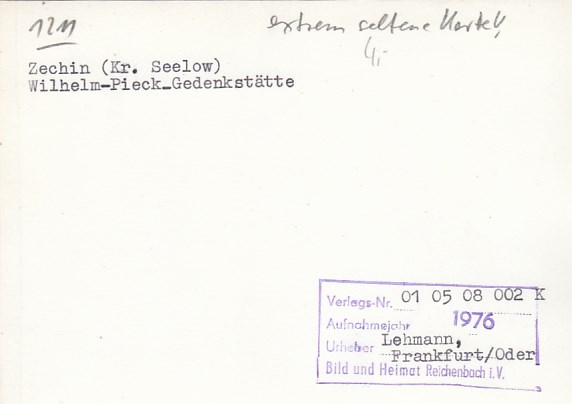 1211
extrem seltene Karte!
4,-
Zechin (Kr. Seelow)
Wilhelm-Pieck-Gedenkstätte
Verlags-Nr. 01 05 08 002 K
Aufnahmejahr 1976
Urheber Lehmann,
Frankfurt/Oder
Bild und Heimat Reichenbach i.V.